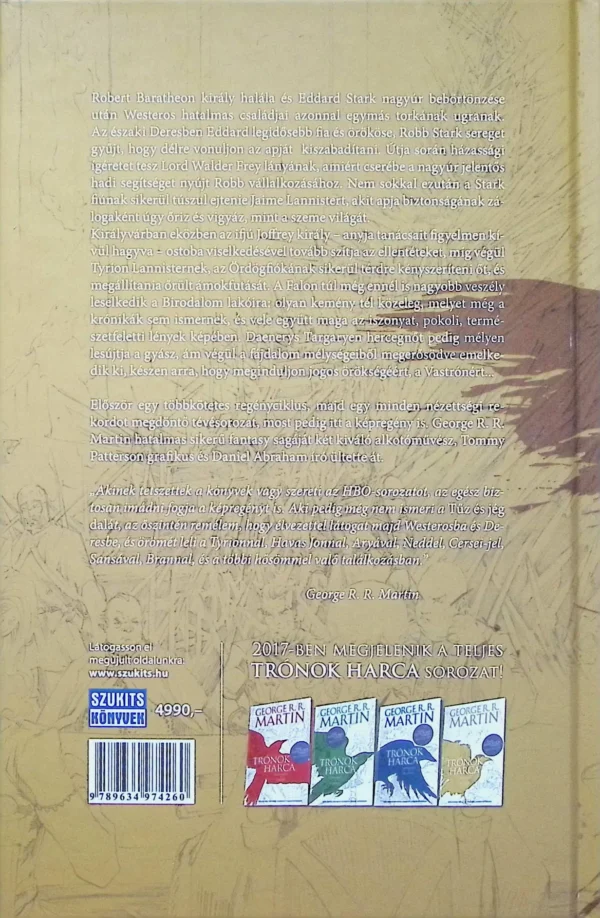 Robert Baratheon király halála és Eddard Stark nagyúr bebörtönzése
után Westeros hatalmas családjai azonnal egymás torkának ugranak.
Az északi Deresben Eddard legidősebb fia és örököse, Robb Stark sereget
gyűjt, hogy délre vonuljon az apját kiszabadítani. Útja során házassági
ígéretet tesz Lord Walder Frey lányának, amiért cserébe a nagyúr jelentős
hadi segítséget nyújt Robb vállalkozásához. Nem sokkal ezután a Stark
fiúnak sikerül túszul ejtenie Jaime Lannistert, akit apja biztonságának zá-
logaként úgy őriz és vigyáz, mint a szeme világát.
Királyvárban eközben az ifjú Joffrey király – anyja tanácsait figyelmen kí-
vül hagyva – ostoba viselkedésével tovább szítja az ellentéteket, míg végül
Tyrion Lannisternek, az Ördögfiókának sikerül térdre kényszeríteni őt, és
megállítania őrült ámokfutását. A Falon túl még ennél is nagyobb veszély
leselkedik a Birodalom lakóira: olyan kemény tél közeleg, melyet még a
krónikák sem ismernek, és vele együtt maga az iszonyat, pokoli, termé-
szetfeletti lények képében. Daenerys Targaryen hercegnőt pedig mélyen
lesújtja a gyász, ám végül a fájdalom mélységeiből megerősödve emelke-
dik ki, készen arra, hogy meginduljon jogos örökségéért, a Vastrónért...
Először egy többkötetes regényciklus, majd egy minden nézettségi re-
kordot megdöntő tévésorozat, most pedig itt a képregény is. George R. R.
Martin hatalmas sikerű fantasy sagáját két kiváló alkotóművész, Tommy
Patterson grafikus és Daniel Abraham író ültette át.
„Akinek tetszettek a könyvek vagy szereti az HBO-sorozatot, az egész biz-
tosan imádni fogja a képregényt is. Aki pedig még nem ismeri a Tűz és jég
dalát, az őszintén remélem, hogy élvezettel látogat majd Westerosba és De-
resbe, és örömét leli a Tyrionnal, Havas Jonnal, Aryával, Neddel, Cersei-jel,
Sansával, Brannal, és a többi hősömmel való találkozásban."
George R. R. Martin
Látogasson el
megújult oldalunkra:
www.szukits.hu
SZUKITS
KÖNYVEK
4990,–
9 789634 974260
2017-BEN MEGJELENIK A TELJES
TRÓNOK HARCA SOROZAT!
GEORGE R. R.
MARTIN
TRÓNOK
HARCA
GEORGE R. R.
MARTIN
TRÓNOK
HARCA
GEORGE R. R.
MARTIN
TRÓNOK
HARCA
GEORGE R. R.
MARTIN
TRÓNOK
HARCA